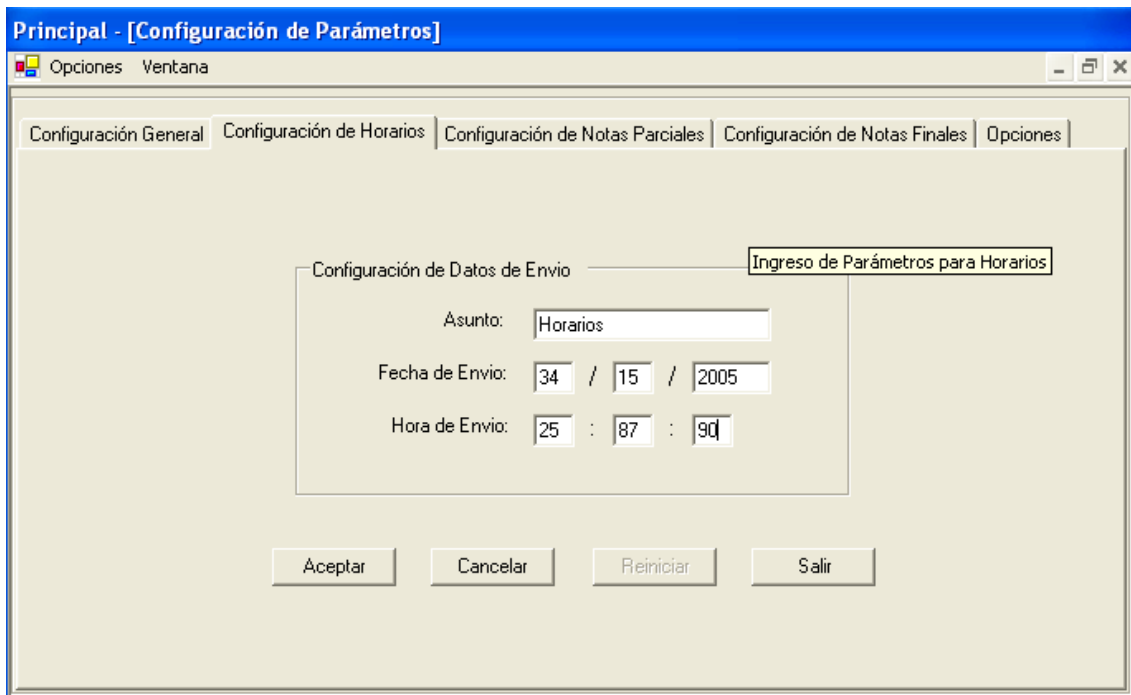 Principal - [Configuración de Parámetros]
Opciones Ventana
Configuración General Configuración de Horarios Configuración de Notas Parciales Configuración de Notas Finales Opciones
Ingreso de Parámetros para Horarios
Configuración de Datos de Envio
Asunto: Horarios
Fecha de Envio: 34 / 15 / 2005
Hora de Envio: 25 : 87 : 90
Aceptar Cancelar Reiniciar Salir